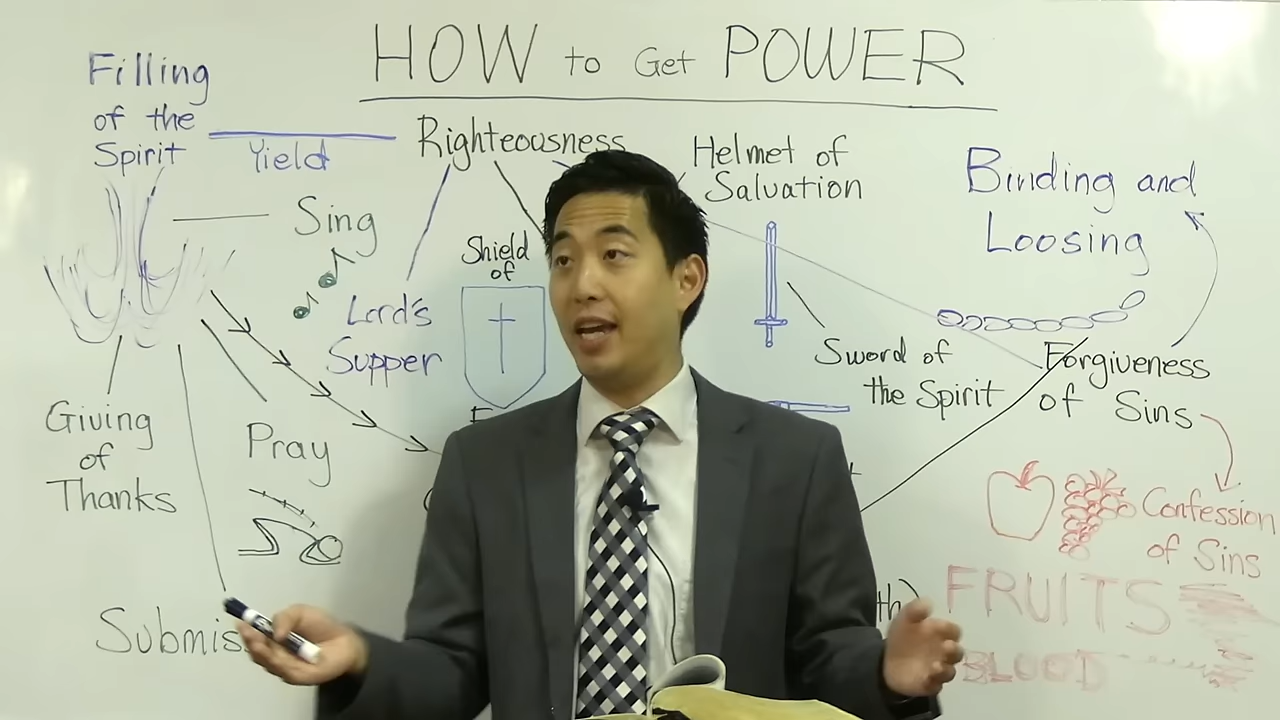 HOW to Get POWER
Filling
of the
Spirit
Yield
Righteousness
Helmet of
Salvation
Binding and
Loosing
Sing
Shield
of
Lord's
Supper
Sword of
the Spirit
Forgiveness
of Sins
Giving
of
Thanks
Pray
Confession
of Sins
FRUITS
BLOOD